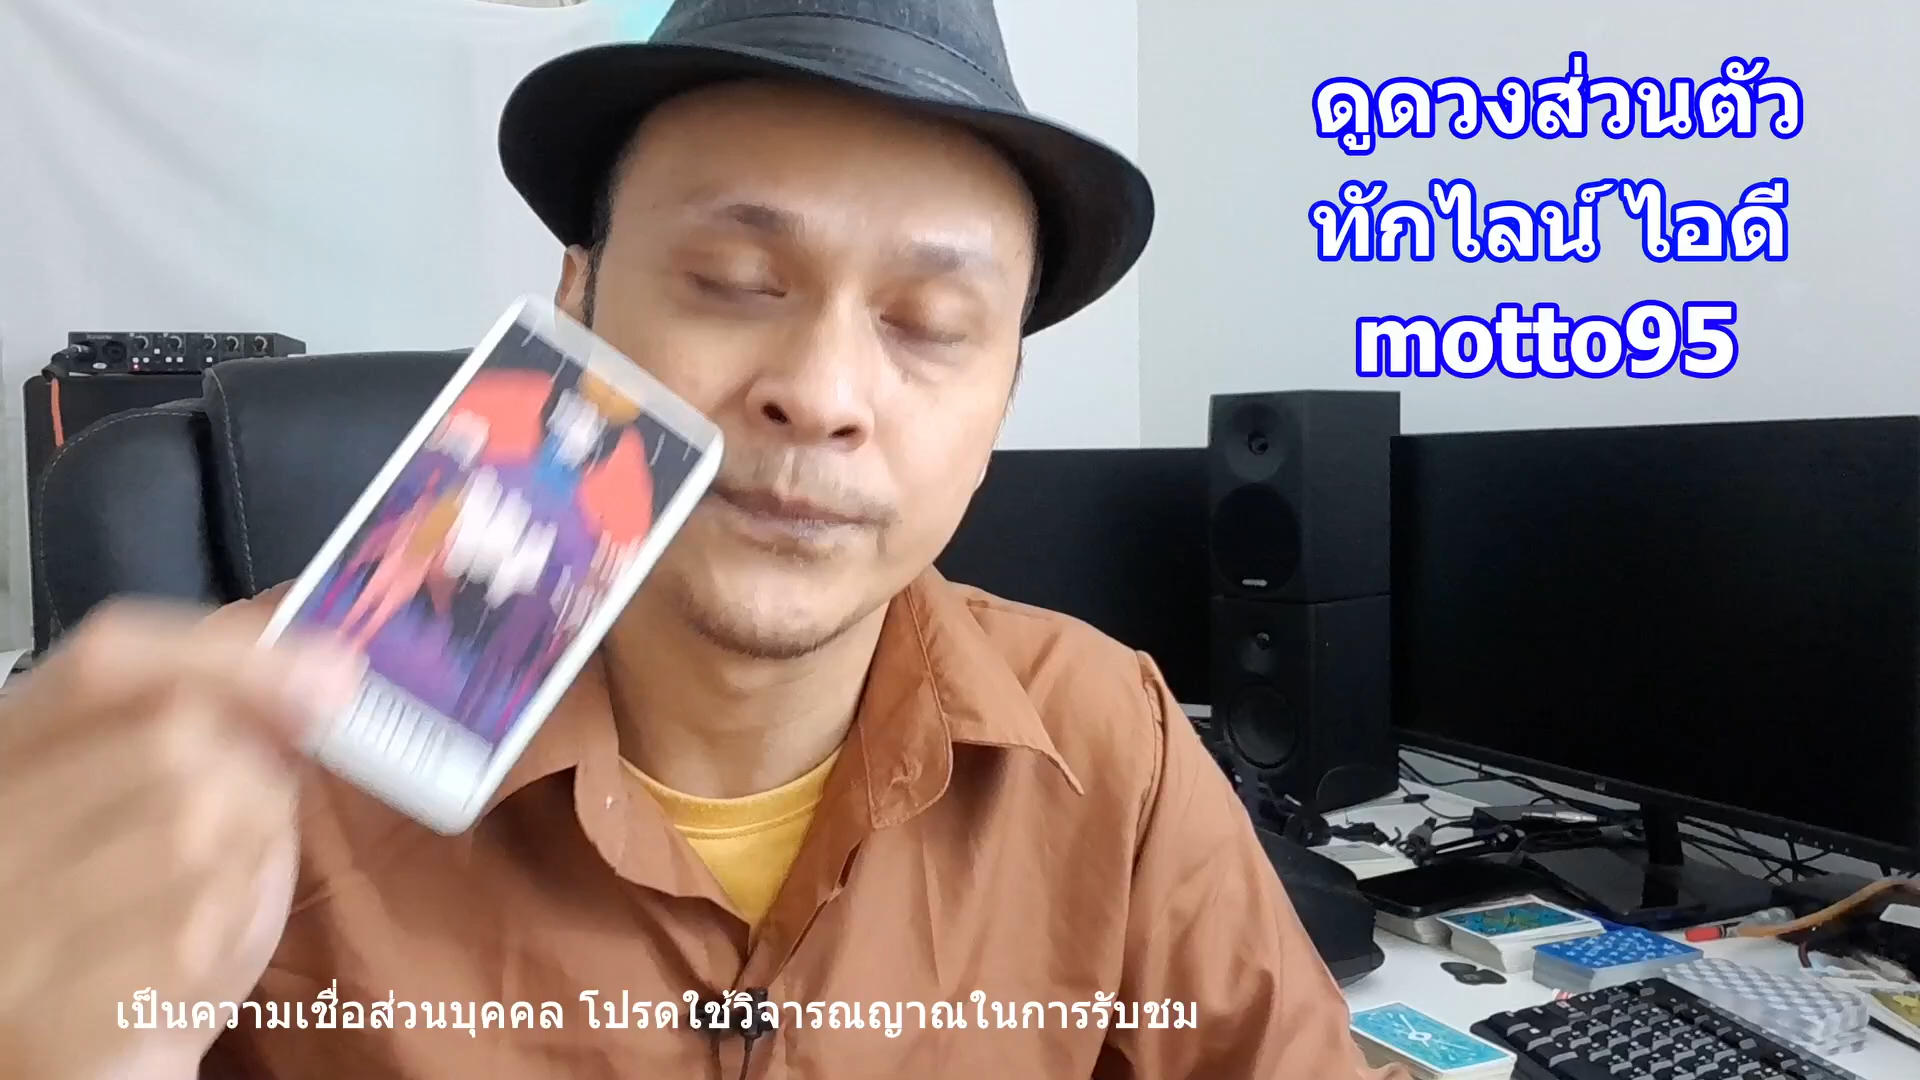 ดูดวงส่วนตัว
ทักไลน์ ไอดี
motto95
เป็นความเชื่อส่วนบุคคล โปรดใช้วิจารณญาณในการรับชม